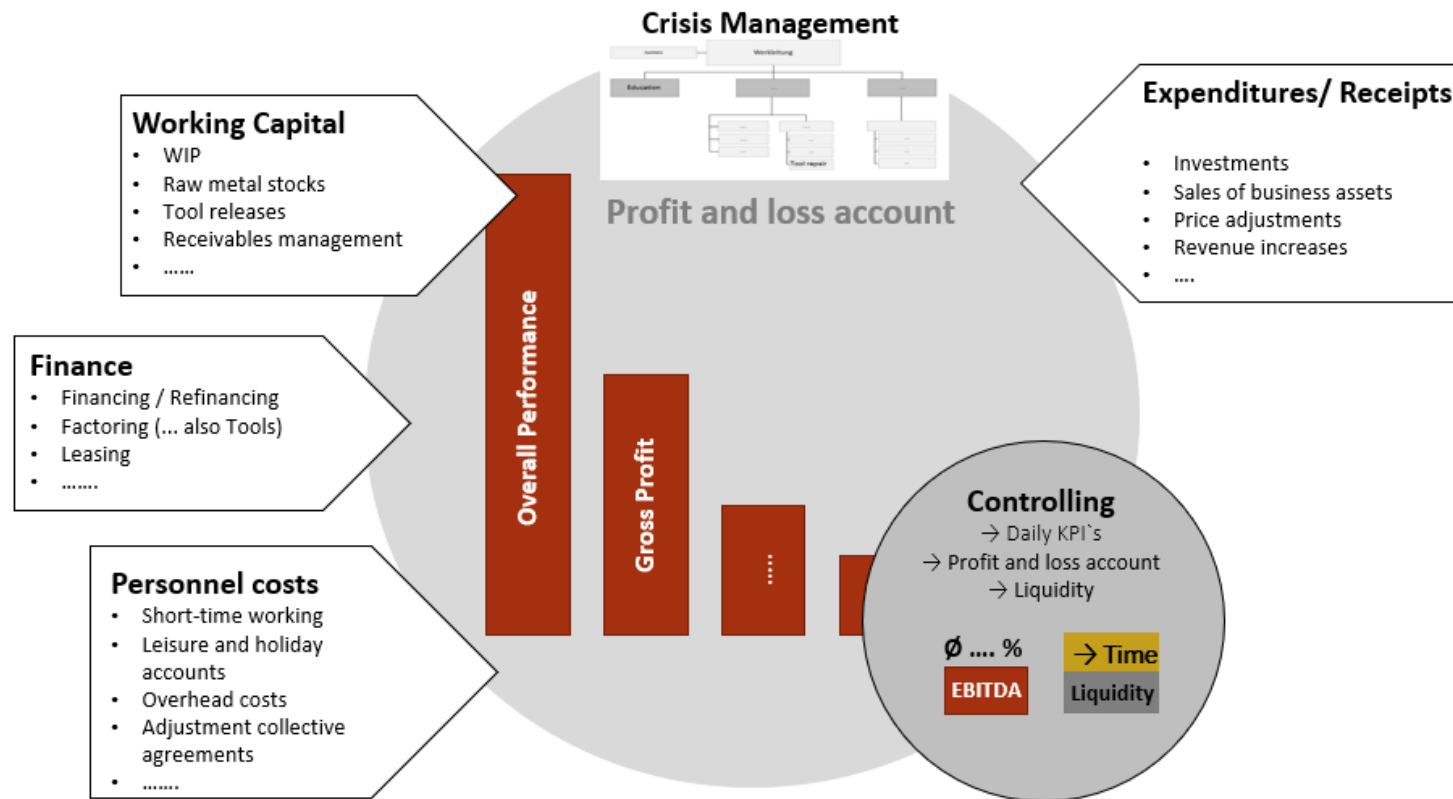 Crisis Management
Werkleitung
Education
....
....
Tool repair
Working Capital
• WIP
• Raw metal stocks
• Tool releases
• Receivables management
• ......
Expenditures/ Receipts
• Investments
• Sales of business assets
• Price adjustments
• Revenue increases
• ....
Profit and loss account
Finance
• Financing / Refinancing
• Factoring (... also Tools)
• Leasing
• .......
Personnel costs
• Short-time working
• Leisure and holiday
accounts
• Overhead costs
• Adjustment collective
agreements
• .......
Overall Performance
Gross Profit
.....
Controlling
→ Daily KPI`s
→ Profit and loss account
→ Liquidity
Ø .... %
EBITDA
→ Time
Liquidity